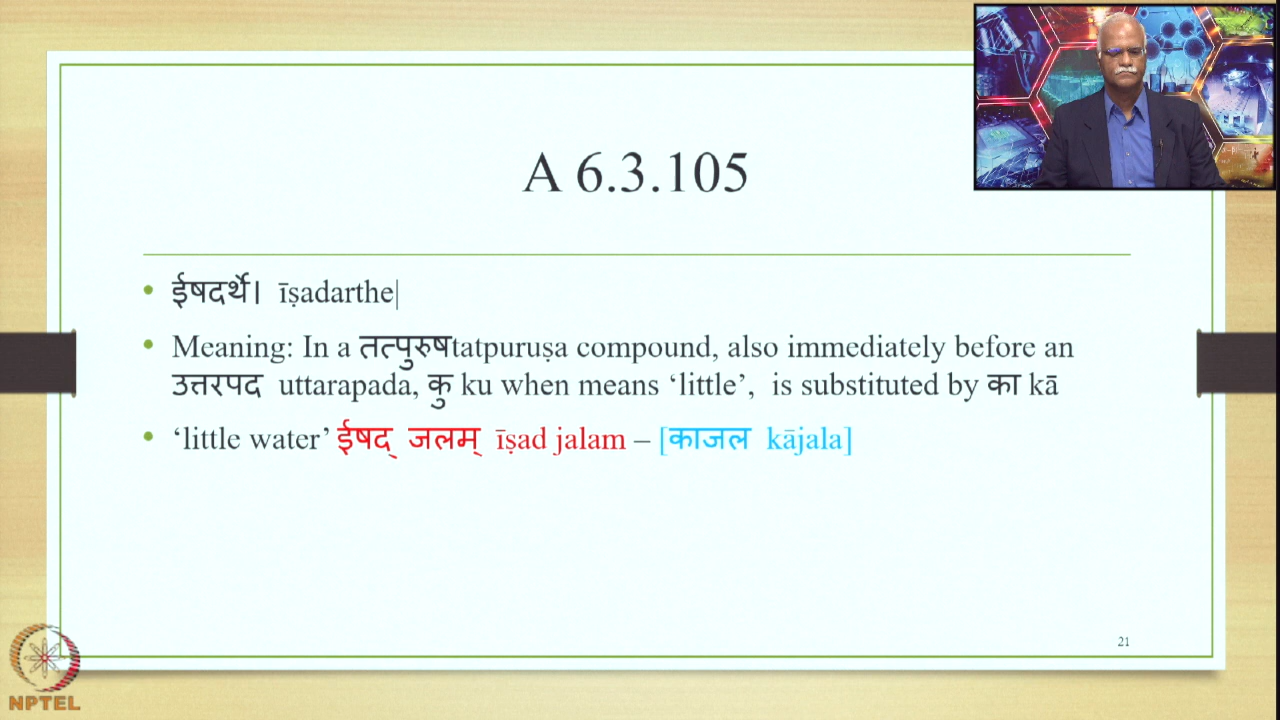 A 6.3.105
• ईषदर्थे। īṣadarthe|
• Meaning: In a तत्पुरुषtatpuruṣa compound, also immediately before an
उत्तरपद uttarapada, कु ku when means ‘little’, is substituted by का kā
• ‘little water’ ईषद् जलम् īṣad jalam – [काजल kājala]
21
NPTEL